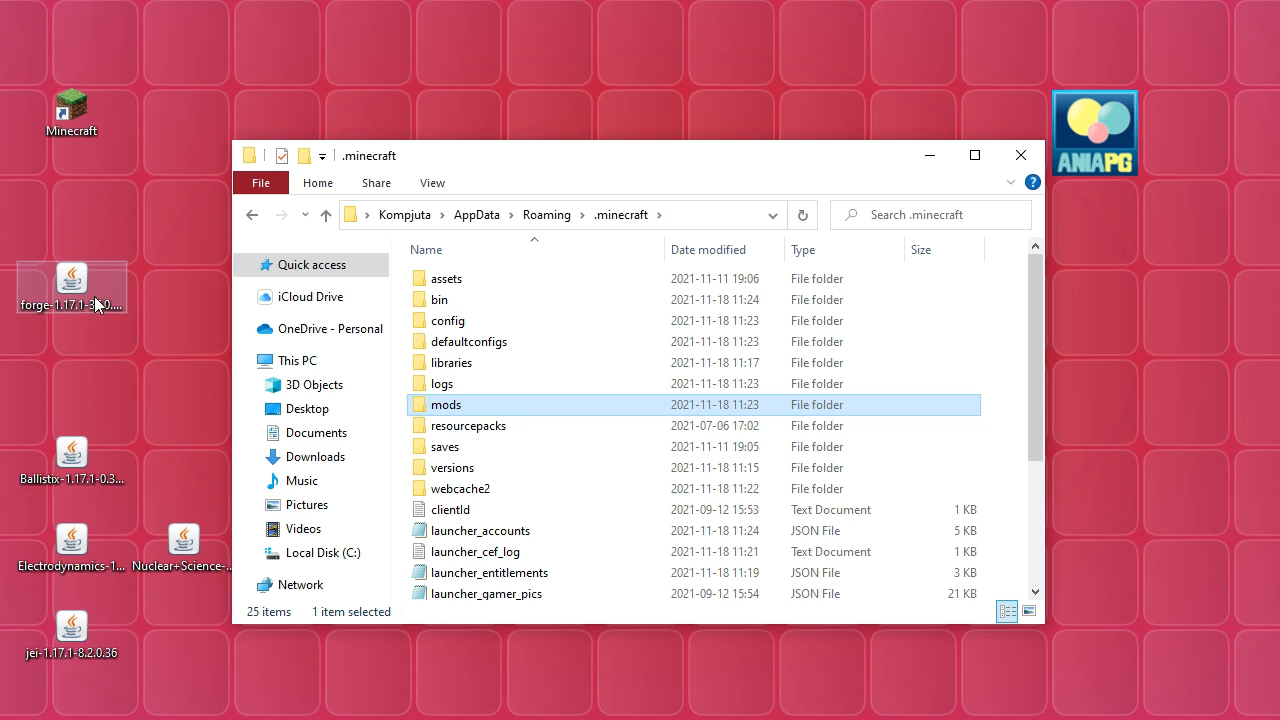 Minecraft
forge-1.17.1-3
Ballistix-1.17.1-0.3...
Electrodynamics-1...
Nuclear+Science-...
jei-1.17.1-8.2.0.36
ANIAPG
.minecraft
File Home Share View
Kompjuta AppData Roaming .minecraft
Search .minecraft
Quick access
iCloud Drive
OneDrive - Personal
This PC
3D Objects
Desktop
Documents
Downloads
Music
Pictures
Videos
Local Disk (C:)
Network
Name Date modified Type Size
assets 2021-11-11 19:06 File folder
bin 2021-11-18 11:24 File folder
config 2021-11-18 11:23 File folder
defaultconfigs 2021-11-18 11:23 File folder
libraries 2021-11-18 11:17 File folder
logs 2021-11-18 11:23 File folder
mods 2021-11-18 11:23 File folder
resourcepacks 2021-07-06 17:02 File folder
saves 2021-11-11 19:05 File folder
versions 2021-11-18 11:15 File folder
webcache2 2021-11-18 11:22 File folder
clientId 2021-09-12 15:53 Text Document 1 KB
launcher_accounts 2021-11-18 11:24 JSON File 5 KB
launcher_cef_log 2021-11-18 11:21 Text Document 1 KB
launcher_entitlements 2021-11-18 11:19 JSON File 3 KB
launcher_gamer_pics 2021-09-12 15:54 JSON File 21 KB
25 items 1 item selected